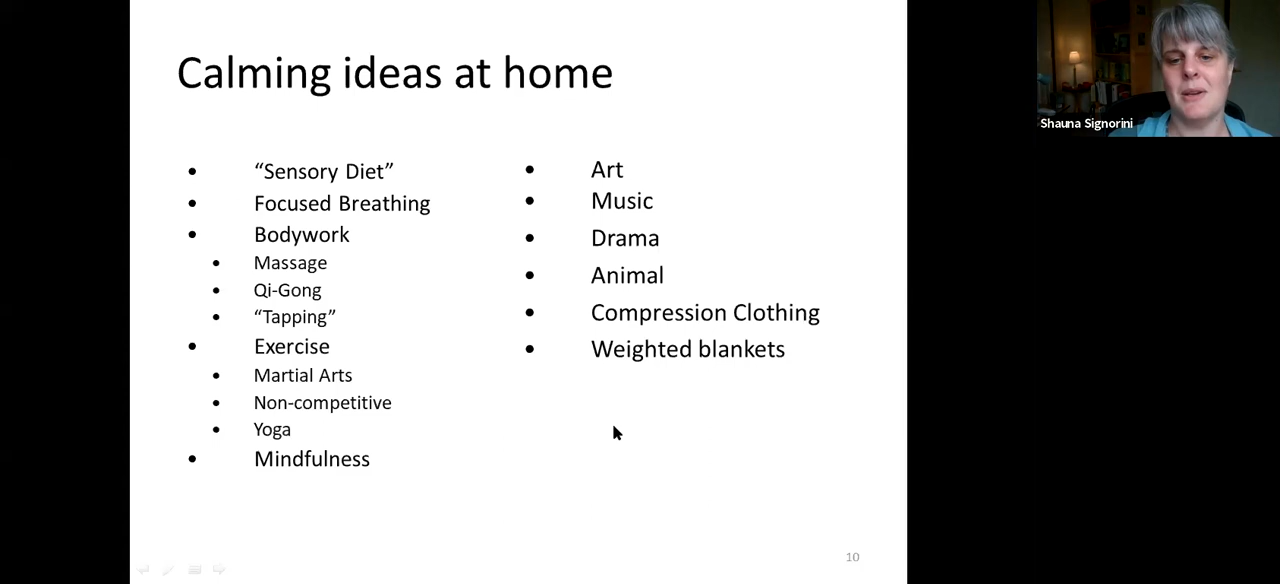 Calming ideas at home
• “Sensory Diet”
• Focused Breathing
• Bodywork
• Massage
• Qi-Gong
• “Tapping”
• Exercise
• Martial Arts
• Non-competitive
• Yoga
• Mindfulness
• Art
• Music
• Drama
• Animal
• Compression Clothing
• Weighted blankets
10
Shauna Signorini